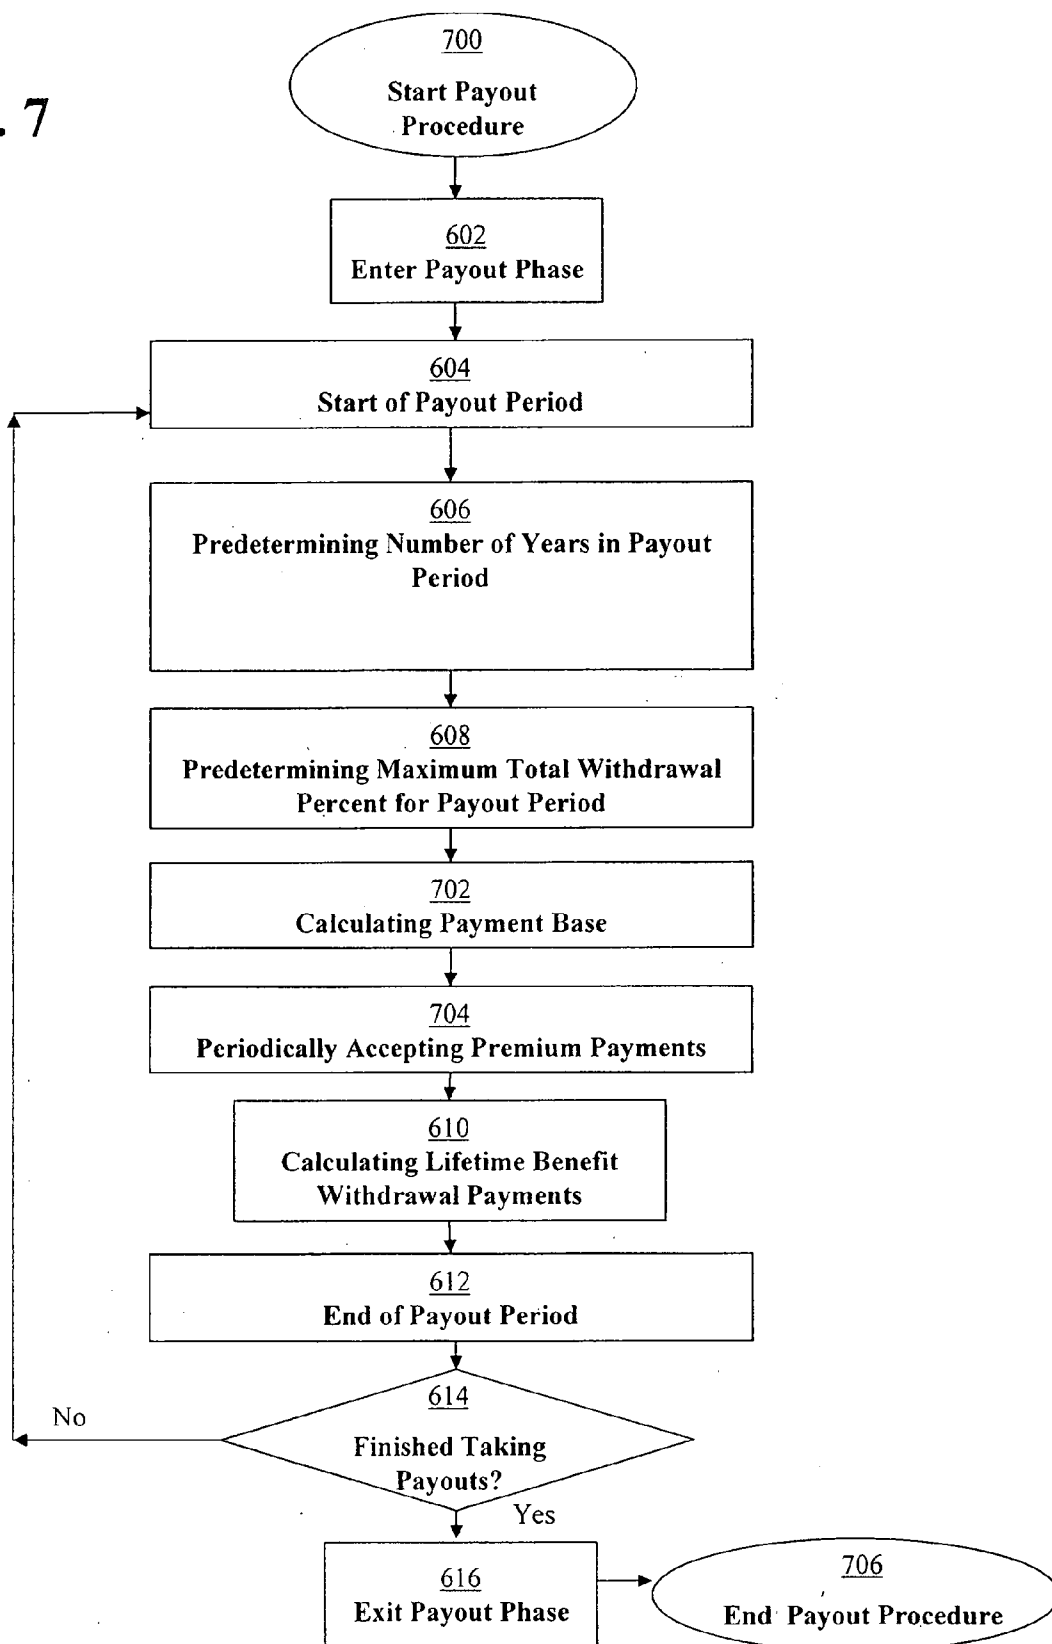 . 7
700
Start Payout
Procedure
602
Enter Payout Phase
604
Start of Payout Period
606
Predetermining Number of Years in Payout
Period
608
Predetermining Maximum Total Withdrawal
Percent for Payout Period
702
Calculating Payment Base
704
Periodically Accepting Premium Payments
610
Calculating Lifetime Benefit
Withdrawal Payments
612
End of Payout Period
614
Finished Taking
Payouts?
No
Yes
616
Exit Payout Phase
706
End Payout Procedure